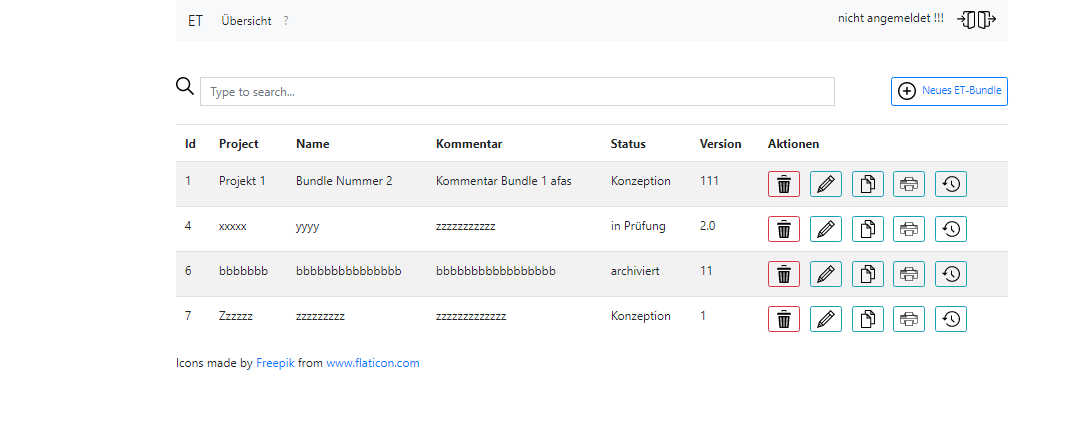 ET Übersicht ? nicht angemeldet !!!
Type to search... Neues ET-Bundle
Id Project Name Kommentar Status Version Aktionen
1 Projekt 1 Bundle Nummer 2 Kommentar Bundle 1 afas Konzeption 111
4 xxxxx yyyy zzzzzzzzzzz in Prüfung 2.0
6 bbbbbbb bbbbbbbbbbbbbbb bbbbbbbbbbbbbbbbb archiviert 11
7 Zzzzzz zzzzzzzzz zzzzzzzzzzzzz Konzeption 1
Icons made by Freepik from www.flaticon.com